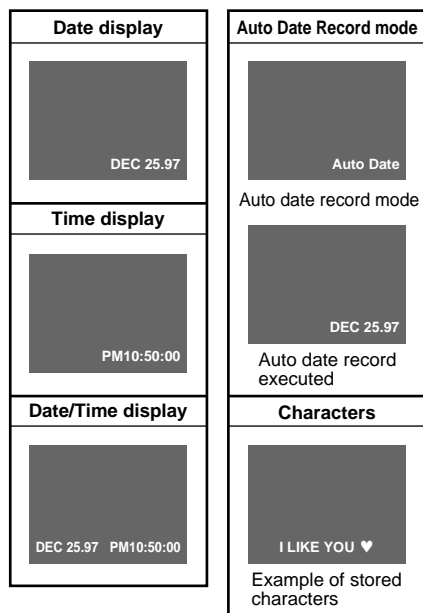 Date display
DEC 25.97
Time display
PM10:50:00
Date/Time display
DEC 25.97 PM10:50:00
Auto Date Record mode
Auto Date
Auto date record mode
DEC 25.97
Auto date record
executed
Characters
I LIKE YOU ♥
Example of stored
characters